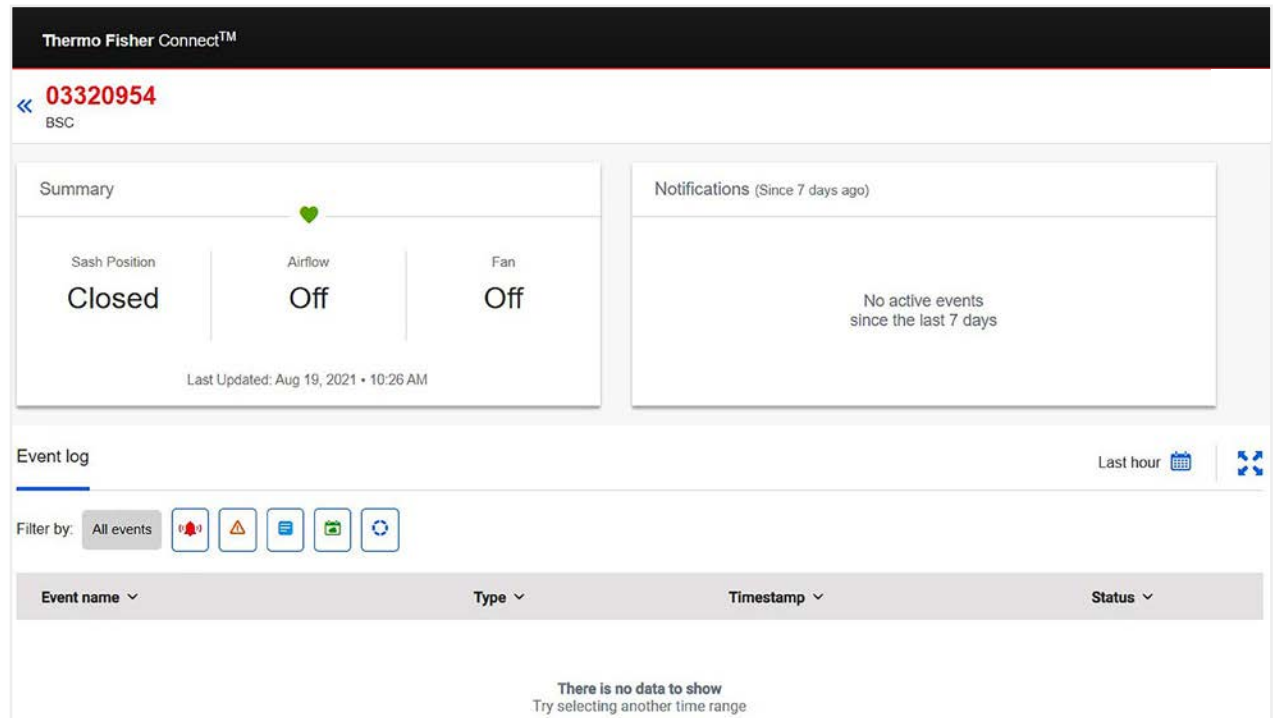 Thermo Fisher Connect™
03320954
BSC
Summary
Sash Position
Closed
Airflow
Off
Fan
Off
Last Updated: Aug 19, 2021 • 10:26 AM
Notifications (Since 7 days ago)
No active events
since the last 7 days
Event log
Last hour
Filter by: All events
Event name Type Timestamp Status
There is no data to show
Try selecting another time range